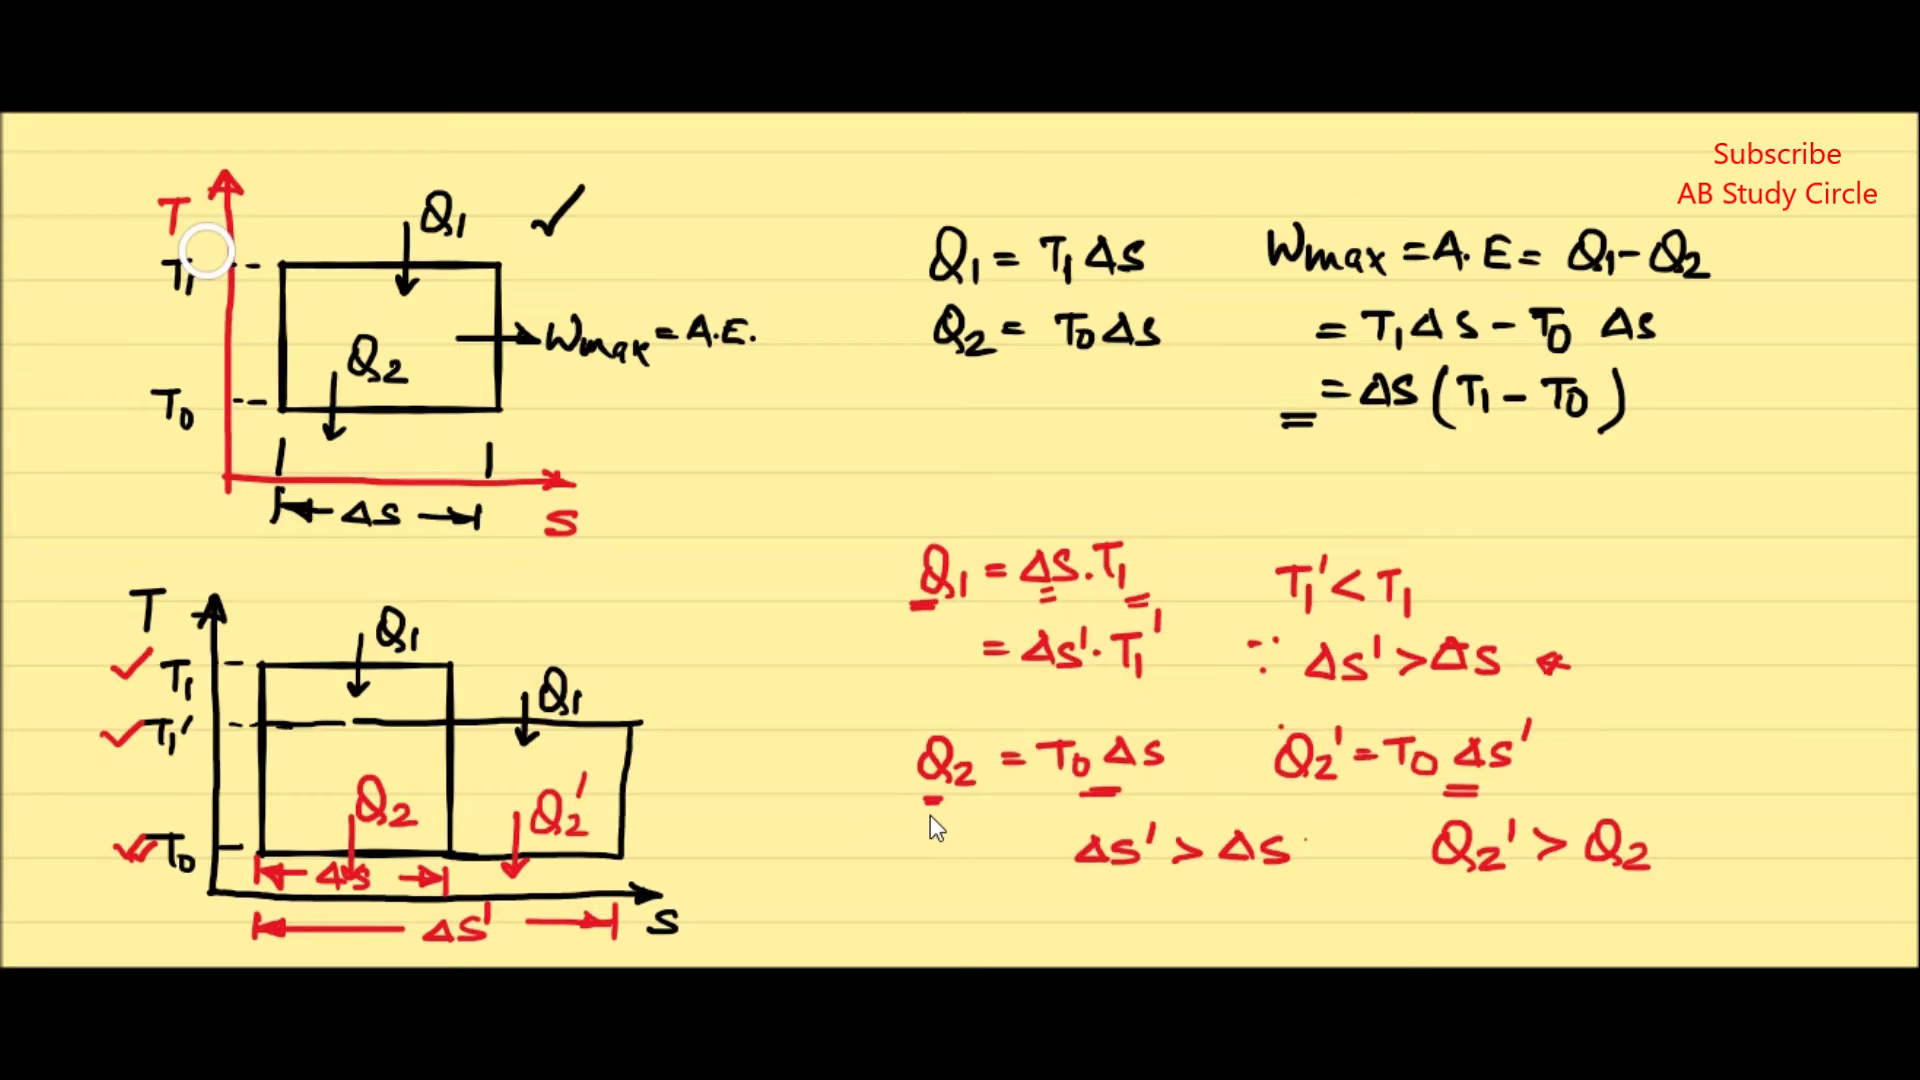 Subscribe
AB Study Circle
T
Q1 ✓
T1
Q2
Wmax = A.E.
T0
ΔS
S
Q1 = T1 ΔS
Q2 = T0 ΔS
Wmax = A.E = Q1-Q2
= T1 ΔS - T0 ΔS
= ΔS (T1 - T0)
T
Q1
✓ T1
Q1
✓ T1'
Q2
Q2'
✓ T0
ΔS
ΔS'
S
Q1 = ΔS.T1
= ΔS'.T1'
T1' < T1
∵ ΔS' > ΔS
Q2 = T0 ΔS
Q2' = T0 ΔS'
ΔS' > ΔS
Q2' > Q2